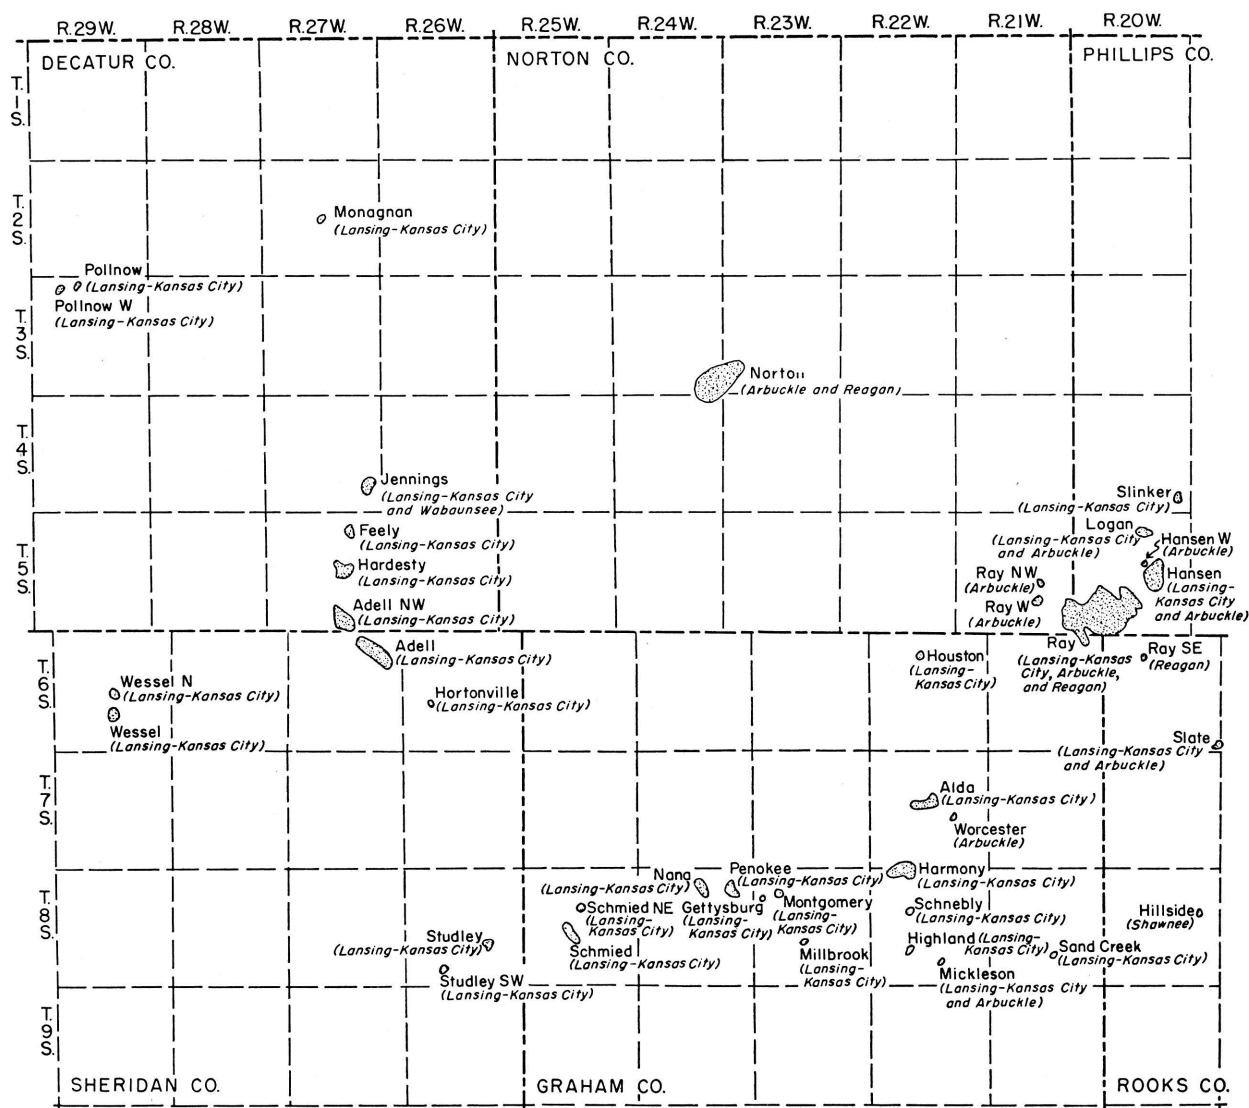 R.29W. R.28W. R.27W. R.26W. R.25W. R.24W. R.23W. R.22W. R.21W. R.20W.
DECATUR CO. NORTON CO. PHILLIPS CO.
T.
1
S.
T.
2
S.
Monagnan
(Lansing-Kansas City)
Pollnow
(Lansing-Kansas City)
Pollnow W
(Lansing-Kansas City)
T.
3
S.
Norton
(Arbuckle and Reagan)
T.
4
S.
Jennings
(Lansing-Kansas City
and Wabaunsee)
Slinker
(Lansing-Kansas City)
T.
5
S.
Feely
(Lansing-Kansas City)
Hardesty
(Lansing-Kansas City)
Adell NW
(Lansing-Kansas City)
Logan
(Lansing-Kansas City
and Arbuckle)
Hansen W
(Arbuckle)
Hansen
(Lansing-
Kansas City
and Arbuckle)
Ray NW
(Arbuckle)
Ray W
(Arbuckle)
Ray
(Lansing-Kansas
City, Arbuckle,
and Reagan)
Ray SE
(Reagan)
T.
6
S.
Adell
(Lansing-Kansas City)
Houston
(Lansing-
Kansas City)
Wessel N
(Lansing-Kansas City)
Wessel
(Lansing-Kansas City)
Hortonville
(Lansing-Kansas City)
Slate
(Lansing-Kansas City
and Arbuckle)
T.
7
S.
Alda
(Lansing-Kansas City)
Worcester
(Arbuckle)
T.
8
S.
Nana
(Lansing-Kansas City)
Penokee
(Lansing-Kansas City)
Harmony
(Lansing-Kansas City)
Schmied NE
(Lansing-
Kansas City)
Gettysburg
(Lansing-
Kansas City)
Montgomery
(Lansing-
Kansas City)
Schnebly
(Lansing-Kansas City)
Hillside
(Shawnee)
Studley
(Lansing-Kansas City)
Schmied
(Lansing-Kansas City)
Millbrook
(Lansing-
Kansas City)
Highland (Lansing-
Kansas City)
Sand Creek
(Lansing-Kansas City)
Studley SW
(Lansing-Kansas City)
Mickleson
(Lansing-Kansas City
and Arbuckle)
T.
9
S.
SHERIDAN CO. GRAHAM CO. ROOKS CO.